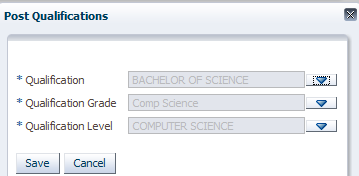 Post Qualifications
* Qualification BACHELOR OF SCIENCE
* Qualification Grade Comp Science
* Qualification Level COMPUTER SCIENCE
Save Cancel